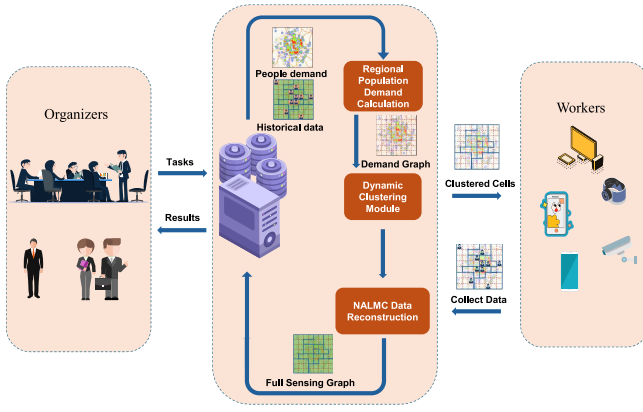 Organizers
Tasks
Results
People demand
Historical data
Regional
Population
Demand
Calculation
Demand Graph
Dynamic
Clustering
Module
NALMC Data
Reconstruction
Full Sensing Graph
Clustered Cells
Collect Data
Workers